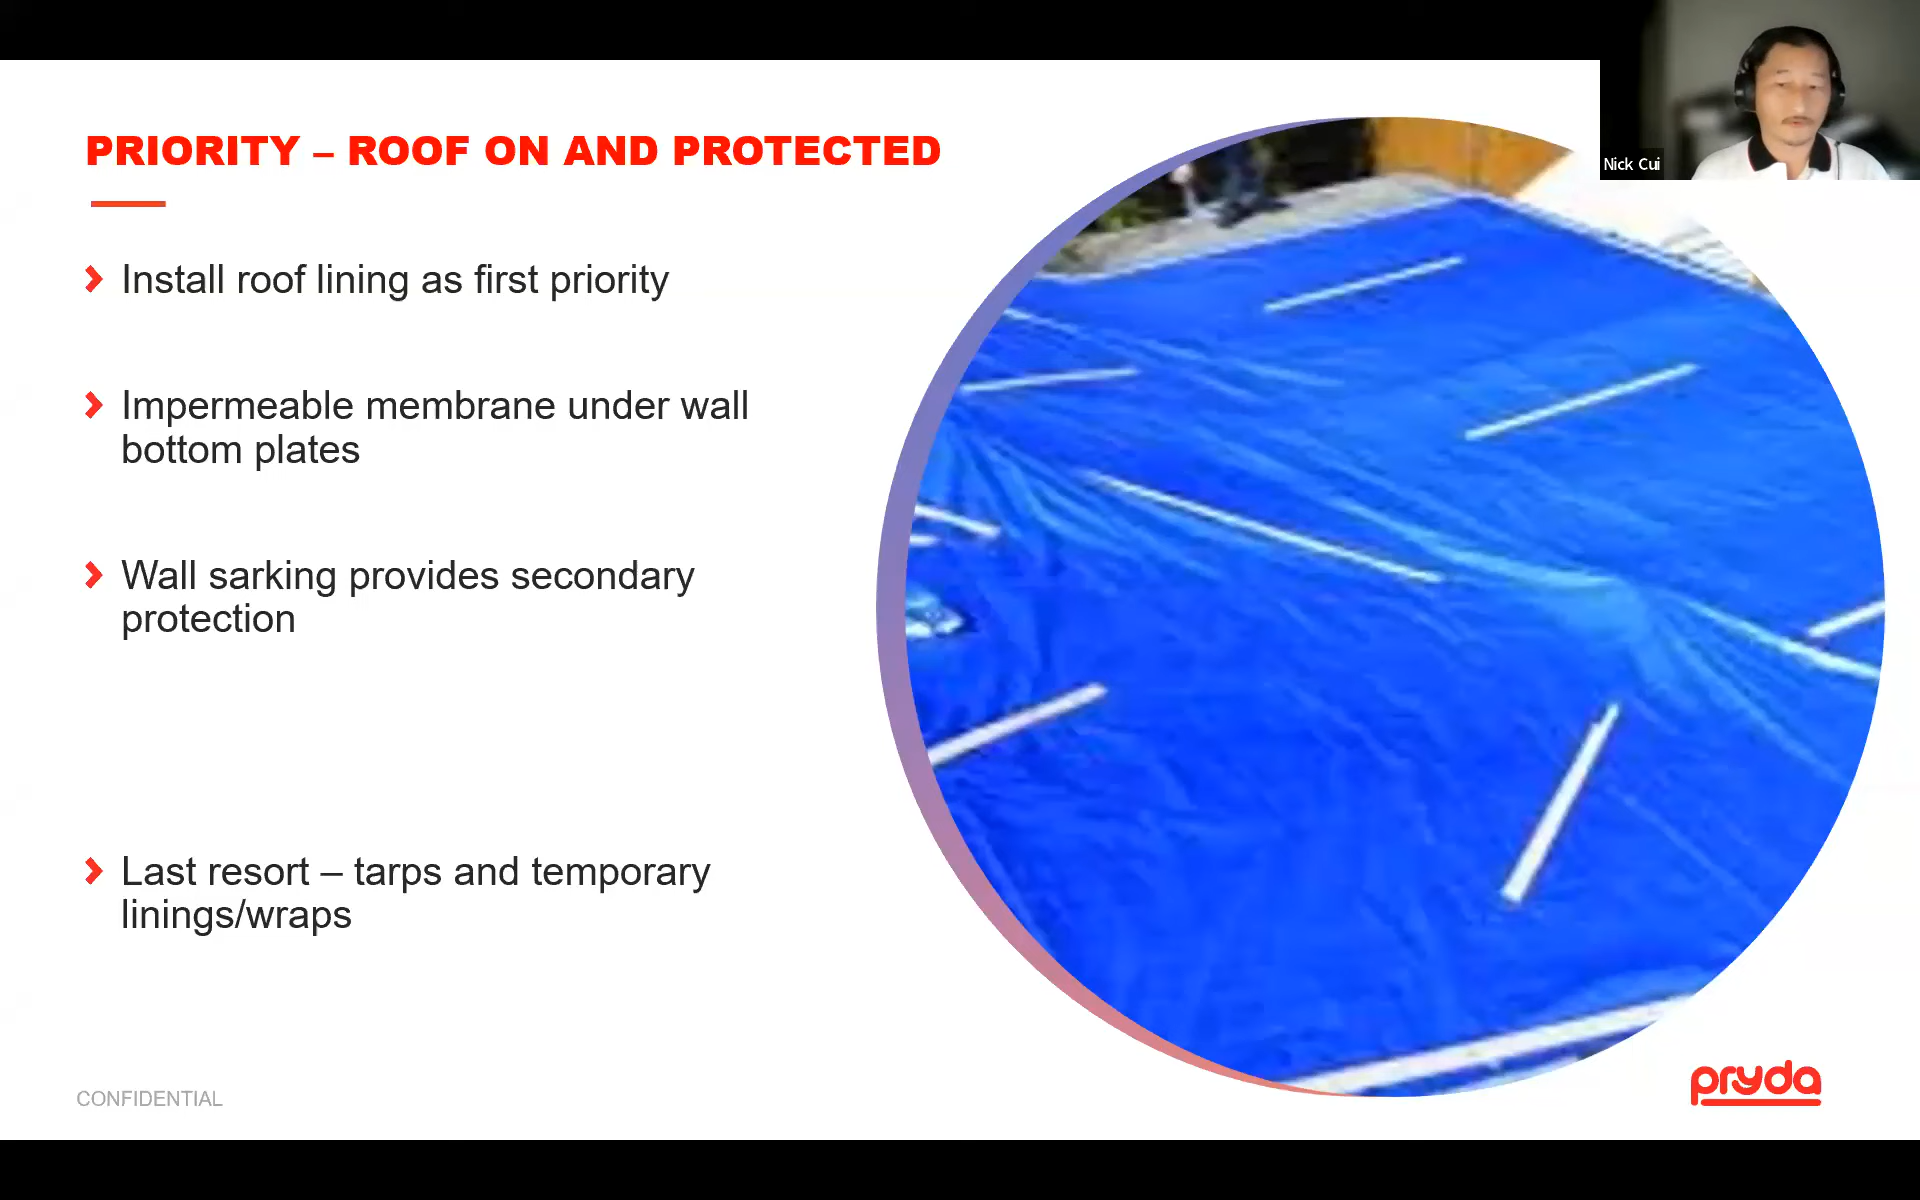 Nick Cui
PRIORITY – ROOF ON AND PROTECTED
Install roof lining as first priority
Impermeable membrane under wall
bottom plates
Wall sarking provides secondary
protection
Last resort – tarps and temporary
linings/wraps
CONFIDENTIAL
pryda